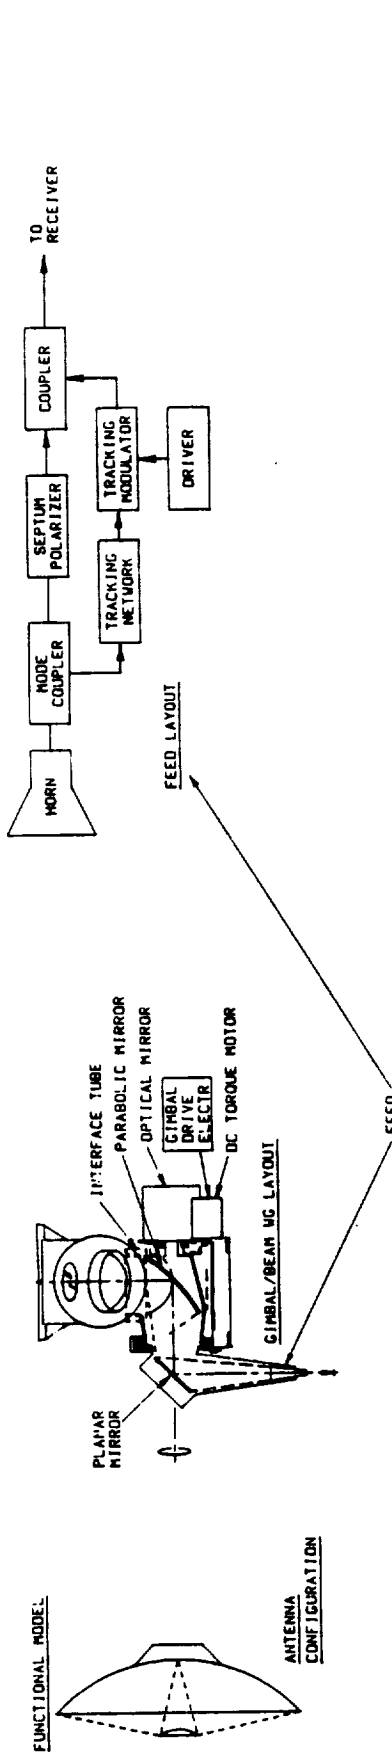 FUNCTIONAL MODEL
ANTENNA
CONFIGURATION
PLANAR
MIRROR
INTERFACE TUBE
PARABOLIC MIRROR
OPTICAL MIRROR
GIMBAL
DRIVE
ELECTR
DC TORQUE MOTOR
GIMBAL/BEAM WG LAYOUT
FEED
HORN
MODE
COUPLER
SEPTUM
POLARIZER
COUPLER
TO
RECEIVER
TRACKING
NETWORK
TRACKING
MODULATOR
DRIVER
FEED LAYOUT